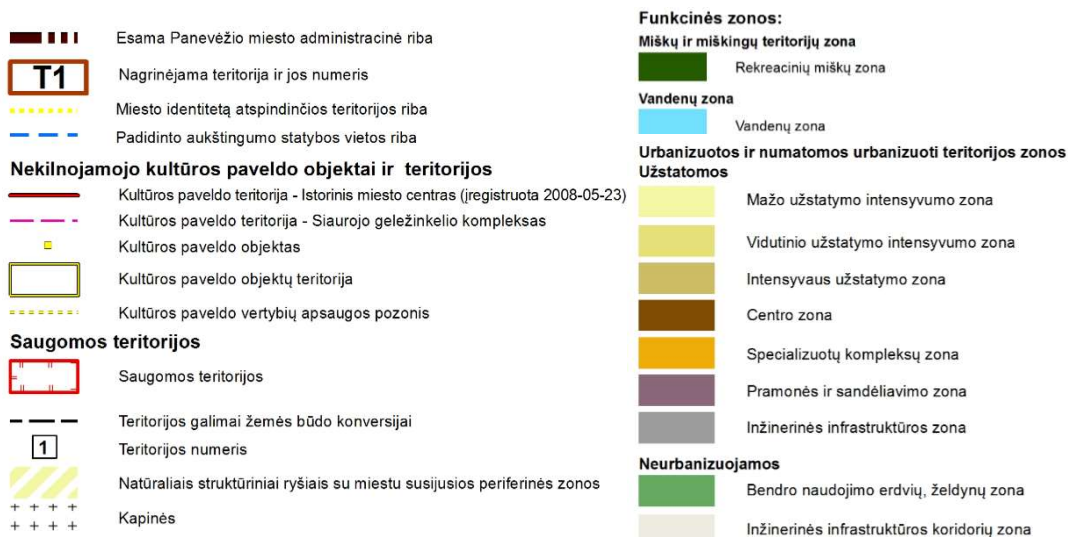 Esama Panevėžio miesto administracinė riba
T1
Nagrinėjama teritorija ir jos numeris
Miesto identitetą atspindinčios teritorijos riba
Padidinto aukštingumo statybos vietos riba
Nekilnojamojo kultūros paveldo objektai ir teritorijos
Kultūros paveldo teritorija - Istorinis miesto centras (įregistruota 2008-05-23)
Kultūros paveldo teritorija - Siaurojo geležinkelio kompleksas
Kultūros paveldo objektas
Kultūros paveldo objektų teritorija
Kultūros paveldo vertybių apsaugos pozonis
Saugomos teritorijos
Saugomos teritorijos
Teritorijos galimai žemės būdo konversijai
1
Teritorijos numeris
Natūraliais struktūriniai ryšiais su miestu susijusios periferinės zonos
Kapinės
Funkcinės zonos:
Miškų ir miškingų teritorijų zona
Rekreacinių miškų zona
Vandenų zona
Vandenų zona
Urbanizuotos ir numatomos urbanizuoti teritorijos zonos
Užstatomos
Mažo užstatymo intensyvumo zona
Vidutinio užstatymo intensyvumo zona
Intensyvaus užstatymo zona
Centro zona
Specializuotų kompleksų zona
Pramonės ir sandėliavimo zona
Inžinerinės infrastruktūros zona
Neurbanizuojamos
Bendro naudojimo erdvių, želdynų zona
Inžinerinės infrastruktūros koridorių zona